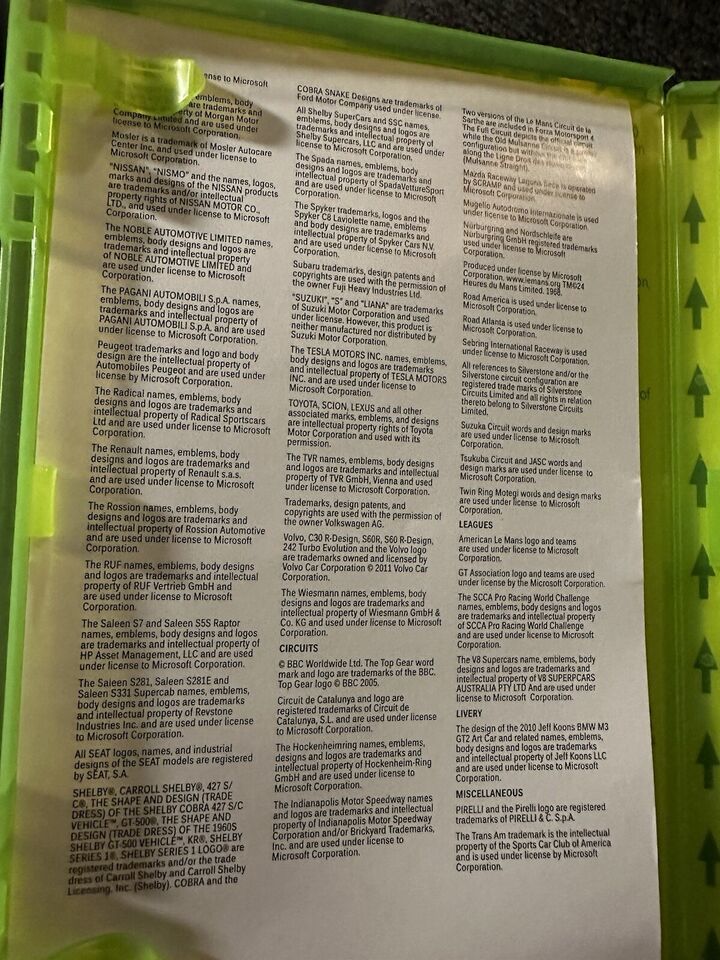 ense to Microsoft
emblems, body
are trademarks and
erty of Morgan Motor
Company Limited and are used under
license to Microsoft Corporation.
Mosler is a trademark of Mosler Autocare
Center Inc. and used under license to
Microsoft Corporation.
"NISSAN", "NISMO" and the names, logos,
marks and designs of the NISSAN products
are trademarks and/or intellectual
property rights of NISSAN MOTOR CO.,
LTD., and used under license to Microsoft
Corporation.
The NOBLE AUTOMOTIVE LIMITED names,
emblems, body designs and logos are
trademarks and intellectual property
of NOBLE AUTOMOTIVE LIMITED and
are used under license to Microsoft
Corporation.
The PAGANI AUTOMOBILI S.p.A. names,
emblems, body designs and logos are
trademarks and intellectual property of
PAGANI AUTOMOBILI S.p.A. and are used
under license to Microsoft Corporation.
Peugeot trademarks and logo and body
design are the intellectual property of
Automobiles Peugeot and are used under
license by Microsoft Corporation.
The Radical names, emblems, body
designs and logos are trademarks and
intellectual property of Radical Sportscars
Ltd and are used under license to Microsoft
Corporation.
The Renault names, emblems, body
designs and logos are trademarks and
intellectual property of Renault s.a.s.
and are used under license to Microsoft
Corporation.
The Rossion names, emblems, body
designs and logos are trademarks and
intellectual property of Rossion Automotive
and are used under license to Microsoft
Corporation.
The RUF names, emblems, body designs
and logos are trademarks and intellectual
property of RUF Vertrieb GmbH and
are used under license to Microsoft
Corporation.
The Saleen S7 and Saleen S5S Raptor
names, emblems, body designs and logos are
trademarks and intellectual property of
HP Asset Management, LLC and are used
under license to Microsoft Corporation.
The Saleen S281, Saleen S281E and
Saleen S331 Supercab names, emblems,
body designs and logos are trademarks
and intellectual property of Revstone
Industries Inc. and are used under license
to Microsoft Corporation.
All SEAT logos, names, and industrial
designs of the SEAT models are registered
by SEAT, S.A.
SHELBY®, CARROLL SHELBY®, 427 S/
C®, THE SHAPE AND DESIGN (TRADE
DRESS) OF THE SHELBY COBRA 427 S/C
VEHICLE™, GT-500®, THE SHAPE AND
DESIGN (TRADE DRESS) OF THE 1960S
SHELBY GT-500 VEHICLE™, KR®, SHELBY
SERIES 1®, SHELBY SERIES 1 LOGO® are
registered trademarks and/or the trade
dress of Carroll Shelby and Carroll Shelby
Licensing, Inc. (Shelby). COBRA and the
COBRA SNAKE Designs are trademarks of
Ford Motor Company used under license.
All Shelby SuperCars and SSC names,
emblems, body designs and logos are
trademarks and intellectual property of
Shelby Supercars, LLC and are used under
license to Microsoft Corporation.
The Spada names, emblems, body
designs and logos are trademarks and
intellectual property of SpadaVettureSport
and are used under license to Microsoft
Corporation.
The Spyker trademarks, logos and the
Spyker C8 Laviolette name, emblems
and body designs are trademarks and
intellectual property of Spyker Cars N.V.
and are used under license to Microsoft
Corporation.
Subaru trademarks, design patents and
copyrights are used with the permission of
the owner Fuji Heavy Industries Ltd.
"SUZUKI", "S" and "LIANA" are trademarks
of Suzuki Motor Corporation and used
under license. However, this product is
neither manufactured nor distributed by
Suzuki Motor Corporation.
The TESLA MOTORS INC. names, emblems,
body designs and logos are trademarks
and intellectual property of TESLA MOTORS
INC. and are used under license to
Microsoft Corporation.
TOYOTA, SCION, LEXUS and all other
associated marks, emblems, and designs
are intellectual property rights of Toyota
Motor Corporation and used with its
permission.
The TVR names, emblems, body designs
and logos are trademarks and intellectual
property of TVR GmbH, Vienna and used
under license to Microsoft Corporation.
Trademarks, design patents, and
copyrights are used with the permission of
the owner Volkswagen AG.
Volvo, C30 R-Design, S60R, S60 R-Design,
242 Turbo Evolution and the Volvo logo
are trademarks owned and licensed by
Volvo Car Corporation © 2011 Volvo Car
Corporation.
The Wiesmann names, emblems, body
designs and logos are trademarks and
intellectual property of Wiesmann GmbH &
Co. KG and are used under license to
Microsoft Corporation.
CIRCUITS
© BBC Worldwide Ltd. The Top Gear word
mark and logo are trademarks of the BBC.
Top Gear logo © BBC 2005.
Circuit de Catalunya and logo are
registered trademarks of Circuit de
Catalunya, S.L. and are used under license
to Microsoft Corporation.
The Hockenheimring names, emblems,
designs and logos are trademarks and
intellectual property of Hockenheim-Ring
GmbH and are used under license to
Microsoft Corporation.
The Indianapolis Motor Speedway names
and logos are trademarks and intellectual
property of Indianapolis Motor Speedway
Corporation and/or Brickyard Trademarks,
Inc. and are used under license to
Microsoft Corporation.
Two versions of the Le Mans Circuit de la
Sarthe are included in Forza Motorsport 4.
The Full Circuit depicts the official circuit
while the Old Mulsanne Circuit is a similar
configuration but without the chicanes
along the Ligne Droit des Hunaudières
(Mulsanne Straight).
Mazda Raceway Laguna Seca is operated
by SCRAMP and used under license to
Microsoft Corporation.
Mugello Autodromo Internazionale is used
under license to Microsoft Corporation.
Nürburgring and Nordschleife are
Nürburgring GmbH registered trademarks
used under license to Microsoft
Corporation.
Produced under license by Microsoft
Corporation, www.lemans.org TM024
Heures du Mans Limited. 1968.
Road America is used under license to
Microsoft Corporation.
Road Atlanta is used under license to
Microsoft Corporation.
Sebring International Raceway is used
under license to Microsoft Corporation.
All references to Silverstone and/or the
Silverstone circuit configuration are
registered trade marks of Silverstone
Circuits Limited and all rights in relation
thereto belong to Silverstone Circuits
Limited.
Suzuka Circuit words and design marks
are used under license to Microsoft
Corporation.
Tsukuba Circuit and JASC words and
design marks are used under license to
Microsoft Corporation.
Twin Ring Motegi words and design marks
are used under license to Microsoft
Corporation.
LEAGUES
American Le Mans logo and teams
are used under license to Microsoft
Corporation.
GT Association logo and teams are used
under license by the Microsoft Corporation.
The SCCA Pro Racing World Challenge
names, emblems, body designs and logos
are trademarks and intellectual property
of SCCA Pro Racing World Challenge
and are used under license to Microsoft
Corporation.
The V8 Supercars name, emblems, body
designs and logos are trademarks and
intellectual property of V8 SUPERPCARS
AUSTRALIA PTY LTD And are used under
license to Microsoft Corporation.
LIVERY
The design of the 2010 Jeff Koons BMW M3
GT2 Art Car and related names, emblems,
body designs and logos are trademark
and intellectual property of Jeff Koons LLC
and are used under license to Microsoft
Corporation.
MISCELLANEOUS
PIRELLI and the Pirelli logo are registered
trademarks of PIRELLI & C. S.p.A.
The Trans Am trademark is the intellectual
property of the Sports Car Club of America
and is used under license by Microsoft
Corporation.